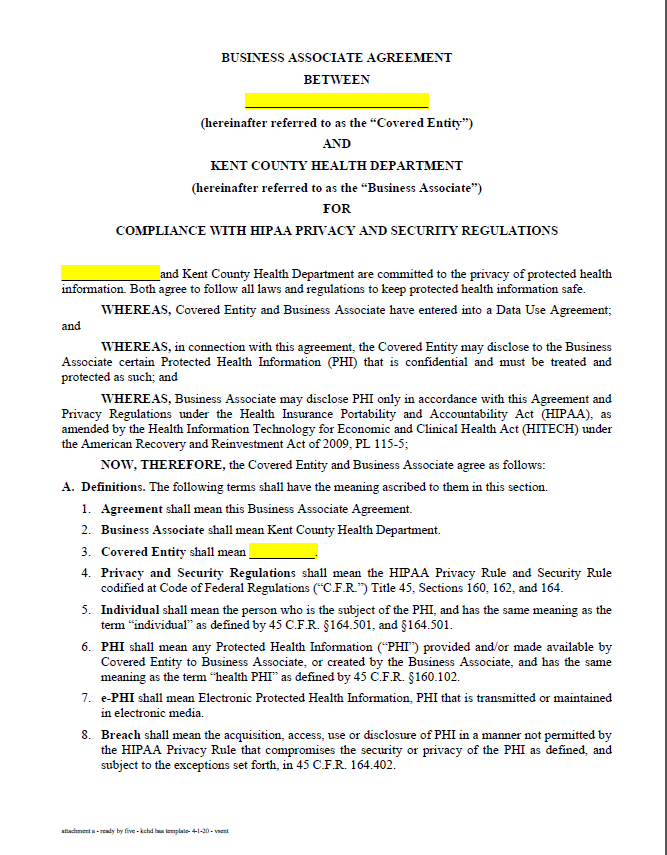 BUSINESS ASSOCIATE AGREEMENT
BETWEEN
(hereinafter referred to as the “Covered Entity”)
AND
KENT COUNTY HEALTH DEPARTMENT
(hereinafter referred to as the “Business Associate”)
FOR
COMPLIANCE WITH HIPAA PRIVACY AND SECURITY REGULATIONS
and Kent County Health Department are committed to the privacy of protected health
information. Both agree to follow all laws and regulations to keep protected health information safe.
WHEREAS, Covered Entity and Business Associate have entered into a Data Use Agreement;
and
WHEREAS, in connection with this agreement, the Covered Entity may disclose to the Business
Associate certain Protected Health Information (PHI) that is confidential and must be treated and
protected as such; and
WHEREAS, Business Associate may disclose PHI only in accordance with this Agreement and
Privacy Regulations under the Health Insurance Portability and Accountability Act (HIPAA), as
amended by the Health Information Technology for Economic and Clinical Health Act (HITECH) under
the American Recovery and Reinvestment Act of 2009, PL 115-5;
NOW, THEREFORE, the Covered Entity and Business Associate agree as follows:
A. Definitions. The following terms shall have the meaning ascribed to them in this section.
1. Agreement shall mean this Business Associate Agreement.
2. Business Associate shall mean Kent County Health Department.
3. Covered Entity shall mean __________.
4. Privacy and Security Regulations shall mean the HIPAA Privacy Rule and Security Rule
codified at Code of Federal Regulations (“C.F.R.”) Title 45, Sections 160, 162, and 164.
5. Individual shall mean the person who is the subject of the PHI, and has the same meaning as the
term “individual” as defined by 45 C.F.R. §164.501, and §164.501.
6. PHI shall mean any Protected Health Information (“PHI”) provided and/or made available by
Covered Entity to Business Associate, or created by the Business Associate, and has the same
meaning as the term “health PHI” as defined by 45 C.F.R. §160.102.
7. e-PHI shall mean Electronic Protected Health Information, PHI that is transmitted or maintained
in electronic media.
8. Breach shall mean the acquisition, access, use or disclosure of PHI in a manner not permitted by
the HIPAA Privacy Rule that compromises the security or privacy of the PHI as defined, and
subject to the exceptions set forth, in 45 C.F.R. 164.402.
attachment a - ready by five - kchd baa template- 4-1-20 - vsent